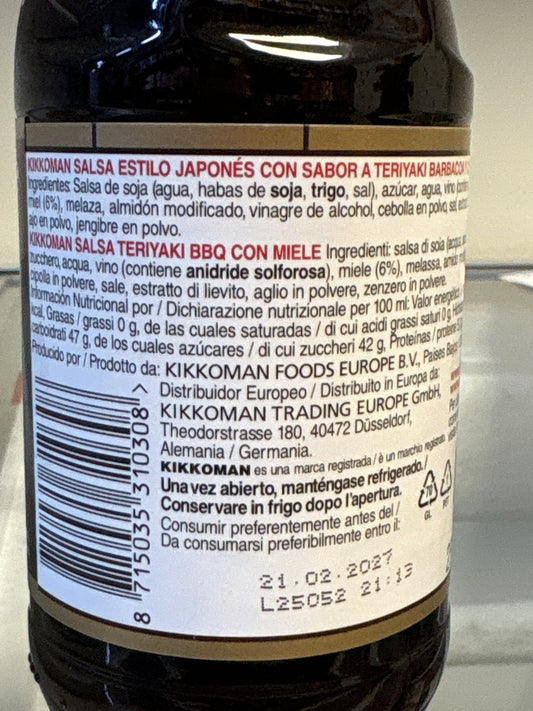 KIKKOMAN SALSA ESTILO JAPONÉS CON SABOR A TERIYAKI BARBACOA
Ingredientes: Salsa de soja (agua, habas de soja, trigo, sal), azúcar, agua, vino
miel (6%), melaza, almidón modificado, vinagre de alcohol, cebolla en polvo, sal,
ajo en polvo, jengibre en polvo.
KIKKOMAN SALSA TERIYAKI BBQ CON MIELE Ingredienti: salsa di soia (acqua,
zucchero, acqua, vino (contiene anidride solforosa), miele (6%), melassa, amido
cipolla in polvere, sale, estratto di lievito, aglio in polvere, zenzero in polvere.
Información Nutricional por / Dichiarazione nutrizionale per 100 ml: Valor energético
kcal, Grasas / grassi 0 g, de las cuales saturadas / di cui acidi grassi saturi 0 g,
carboidrati 47 g, de los cuales azúcares / di cui zuccheri 42 g, Proteínas / proteine
Producido por / Prodotto da: KIKKOMAN FOODS EUROPE B.V., Países
Distribuidor Europeo / Distribuito in Europa da:
KIKKOMAN TRADING EUROPE GmbH,
Theodorstrasse 180, 40472 Düsseldorf,
Alemania / Germania.
KIKKOMAN es una marca registrada / è un marchio registrato.
Una vez abierto, manténgase refrigerado. /
Conservare in frigo dopo l'apertura.
Consumir preferentemente antes del /
Da consumarsi preferibilmente entro il:
21.02.2027
L25052 21:13
8 715035 310308 >
70
GL